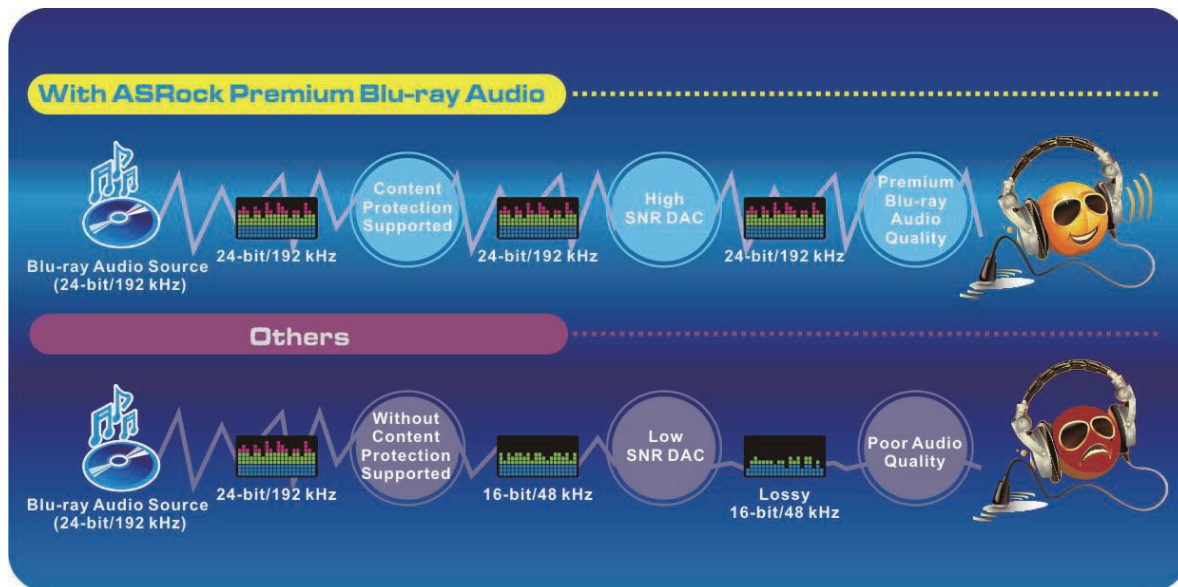 With ASRock Premium Blu-ray Audio
Blu-ray Audio Source
(24-bit/192 kHz)
24-bit/192 kHz
Content
Protection
Supported
24-bit/192 kHz
High
SNR DAC
24-bit/192 kHz
Premium
Blu-ray
Audio
Quality
Others
Blu-ray Audio Source
(24-bit/192 kHz)
24-bit/192 kHz
Without
Content
Protection
Supported
16-bit/48 kHz
Low
SNR DAC
Lossy
16-bit/48 kHz
Poor Audio
Quality